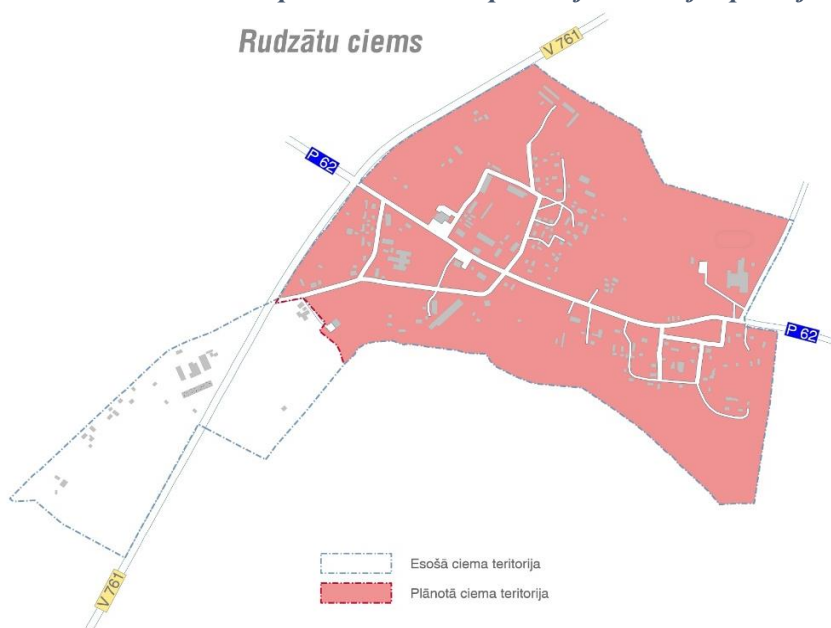 Rudzātu ciems
V 761
P 62
P 62
Esošā ciema teritorija
Plānotā ciema teritorija
V 761